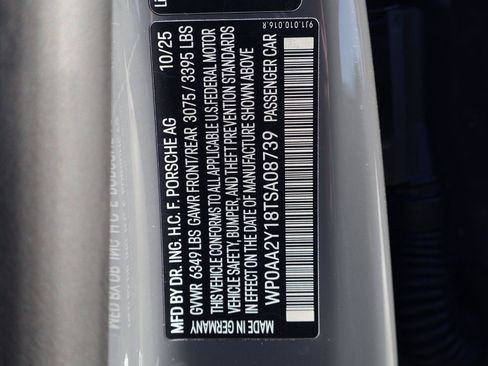 9J1.010.016.R
10/25
MFD BY DR. ING. H.C. F. PORSCHE AG
GVWR 6349 LBS GAWR FRONT/REAR 3075 / 3395 LBS
THIS VEHICLE CONFORMS TO ALL APPLICABLE U.S.FEDERAL MOTOR
VEHICLE SAFETY, BUMPER, AND THEFT PREVENTION STANDARDS
IN EFFECT ON THE DATE OF MANUFACTURE SHOWN ABOVE
WP0AA2Y18TSA08739 PASSENGER CAR
MADE IN GERMANY